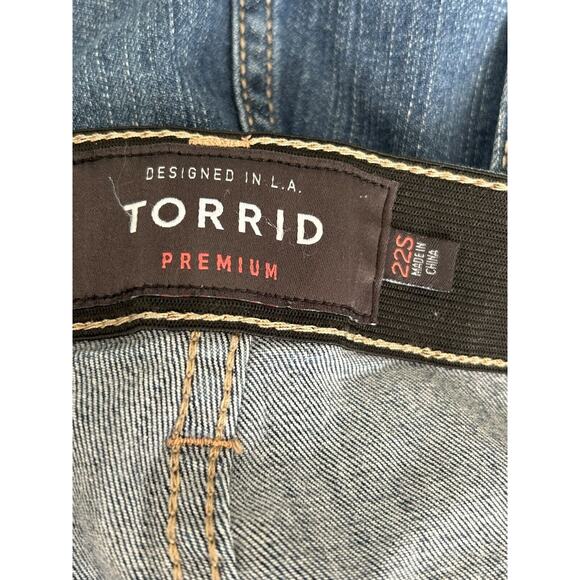 DESIGNED IN L.A.
TORRID
PREMIUM
22S
MADE IN
CHINA